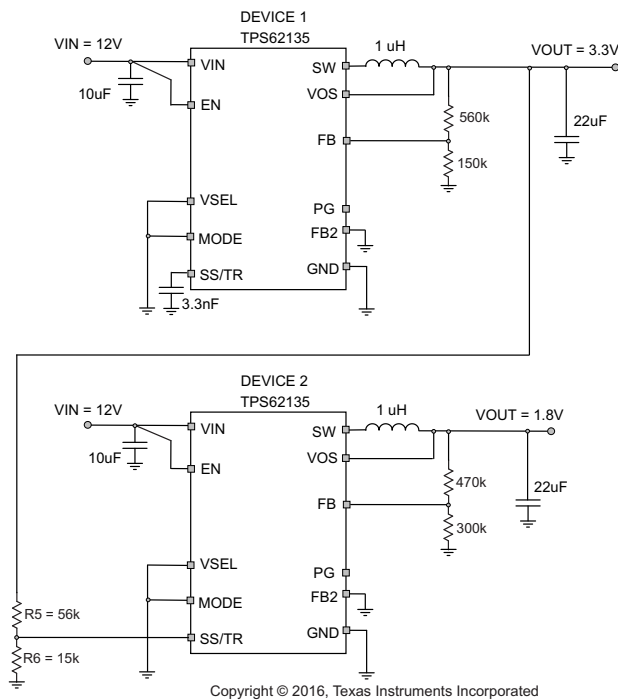 DEVICE 1
TPS62135
VIN = 12V
10uF
VIN
EN
VSEL
MODE
SS/TR
3.3nF
SW
VOS
FB
PG
FB2
GND
1 uH
VOUT = 3.3V
560k
150k
22uF
DEVICE 2
TPS62135
VIN = 12V
10uF
VIN
EN
VSEL
MODE
SS/TR
SW
VOS
FB
PG
FB2
GND
1 uH
VOUT = 1.8V
470k
300k
22uF
R5 = 56k
R6 = 15k
Copyright © 2016, Texas Instruments Incorporated